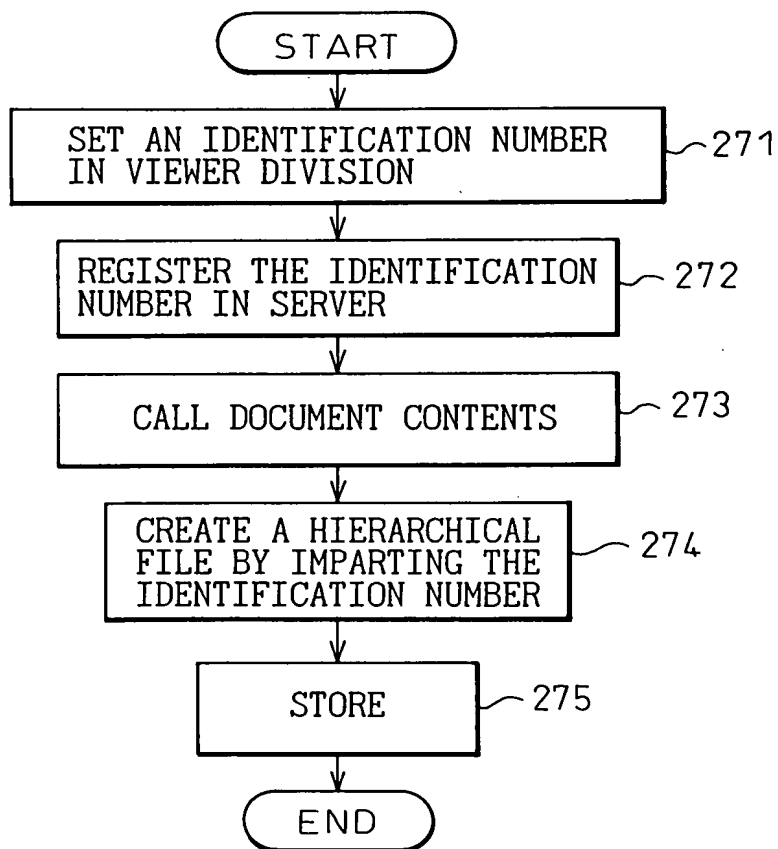 START
SET AN IDENTIFICATION NUMBER
IN VIEWER DIVISION
271
REGISTER THE IDENTIFICATION
NUMBER IN SERVER
272
CALL DOCUMENT CONTENTS
273
CREATE A HIERARCHICAL
FILE BY IMPARTING THE
IDENTIFICATION NUMBER
274
STORE
275
END